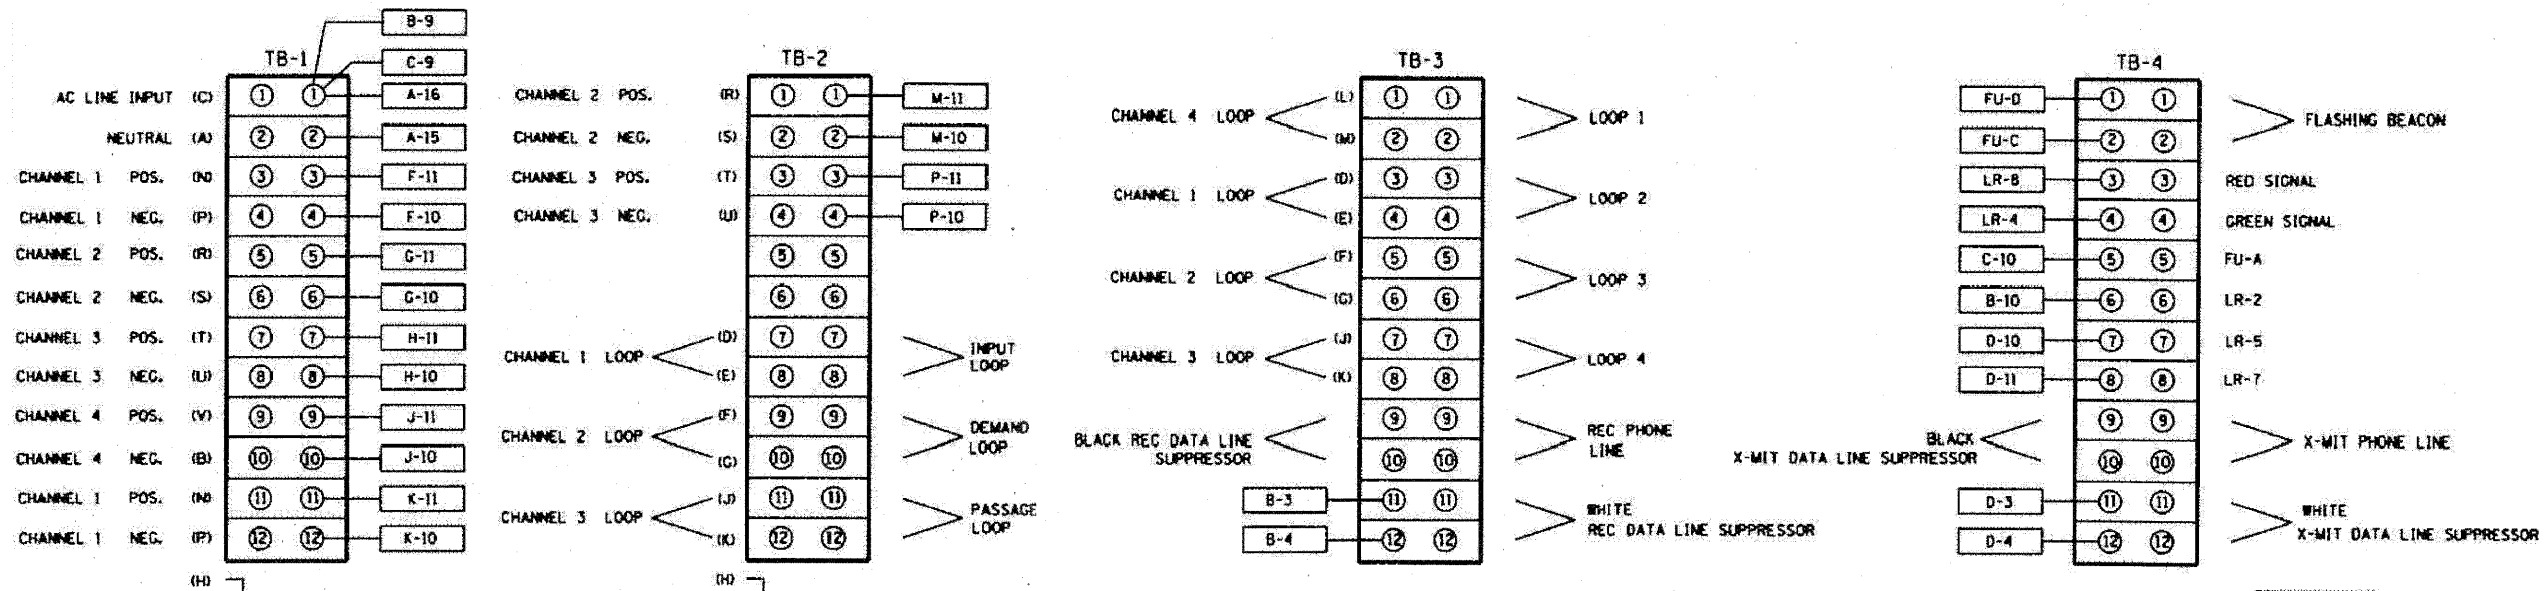 TB-1
B-9
C-9
AC LINE INPUT (C) 1 1 A-16
NEUTRAL (A) 2 2 A-15
CHANNEL 1 POS. (N) 3 3 F-11
CHANNEL 1 NEG. (P) 4 4 F-10
CHANNEL 2 POS. (R) 5 5 G-11
CHANNEL 2 NEG. (S) 6 6 G-10
CHANNEL 3 POS. (T) 7 7 H-11
CHANNEL 3 NEG. (U) 8 8 H-10
CHANNEL 4 POS. (V) 9 9 J-11
CHANNEL 4 NEG. (B) 10 10 J-10
CHANNEL 1 POS. (N) 11 11 K-11
CHANNEL 1 NEG. (P) 12 12 K-10
(H)
TB-2
CHANNEL 2 POS. (R) 1 1 M-11
CHANNEL 2 NEG. (S) 2 2 M-10
CHANNEL 3 POS. (T) 3 3 P-11
CHANNEL 3 NEG. (U) 4 4 P-10
5 5
6 6
CHANNEL 1 LOOP
(D) 7 7
(E) 8 8
INPUT
LOOP
CHANNEL 2 LOOP
(F) 9 9
(G) 10 10
DEMAND
LOOP
CHANNEL 3 LOOP
(J) 11 11
(K) 12 12
PASSAGE
LOOP
(H)
TB-3
CHANNEL 4 LOOP
(L) 1 1
(M) 2 2
LOOP 1
CHANNEL 1 LOOP
(D) 3 3
(E) 4 4
LOOP 2
CHANNEL 2 LOOP
(F) 5 5
(G) 6 6
LOOP 3
CHANNEL 3 LOOP
(J) 7 7
(K) 8 8
LOOP 4
BLACK REC DATA LINE
SUPPRESSOR
9 9
10 10
REC PHONE
LINE
B-3 11 11
B-4 12 12
WHITE
REC DATA LINE SUPPRESSOR
TB-4
FU-D 1 1
FU-C 2 2
FLASHING BEACON
LR-8 3 3 RED SIGNAL
LR-4 4 4 GREEN SIGNAL
C-10 5 5 FU-A
B-10 6 6 LR-2
D-10 7 7 LR-5
D-11 8 8 LR-7
BLACK
X-MIT DATA LINE SUPPRESSOR
9 9
10 10
X-MIT PHONE LINE
D-3 11 11
D-4 12 12
WHITE
X-MIT DATA LINE SUPPRESSOR